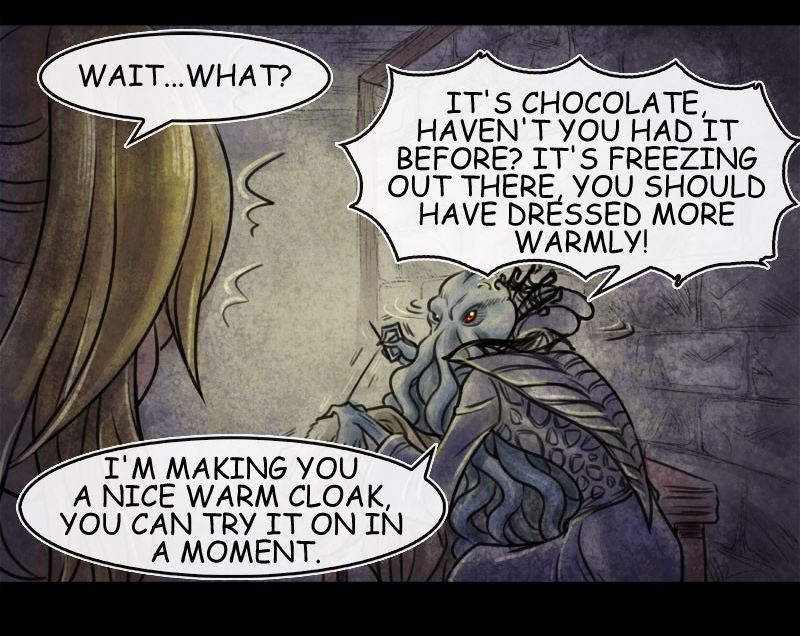 WAIT...WHAT?
IT'S CHOCOLATE,
HAVEN'T YOU HAD IT
BEFORE? IT'S FREEZING
OUT THERE, YOU SHOULD
HAVE DRESSED MORE
WARMLY!
I'M MAKING YOU
A NICE WARM CLOAK,
YOU CAN TRY IT ON IN
A MOMENT.